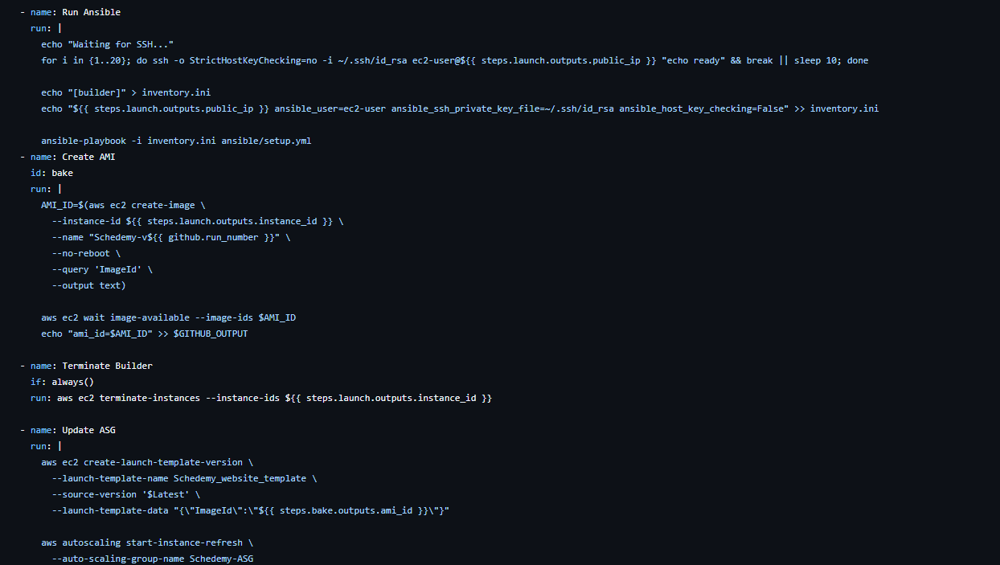 - name: Run Ansible
run: |
echo "Waiting for SSH..."
for i in {1..20}; do ssh -o StrictHostKeyChecking=no -i ~/.ssh/id_rsa ec2-user@${{ steps.launch.outputs.public_ip }} "echo ready" && break || sleep 10; done
echo "[builder]" > inventory.ini
echo "${{ steps.launch.outputs.public_ip }} ansible_user=ec2-user ansible_ssh_private_key_file=~/.ssh/id_rsa ansible_host_key_checking=False" >> inventory.ini
ansible-playbook -i inventory.ini ansible/setup.yml
- name: Create AMI
id: bake
run: |
AMI_ID=$(aws ec2 create-image \
--instance-id ${{ steps.launch.outputs.instance_id }} \
--name "Schedemy-v${{ github.run_number }}" \
--no-reboot \
--query 'ImageId' \
--output text)
aws ec2 wait image-available --image-ids $AMI_ID
echo "ami_id=$AMI_ID" >> $GITHUB_OUTPUT
- name: Terminate Builder
if: always()
run: aws ec2 terminate-instances --instance-ids ${{ steps.launch.outputs.instance_id }}
- name: Update ASG
run: |
aws ec2 create-launch-template-version \
--launch-template-name Schedemy_website_template \
--source-version '$Latest' \
--launch-template-data "{\"ImageId\":\"${{ steps.bake.outputs.ami_id }}\"}"
aws autoscaling start-instance-refresh \
--auto-scaling-group-name Schedemy-ASG